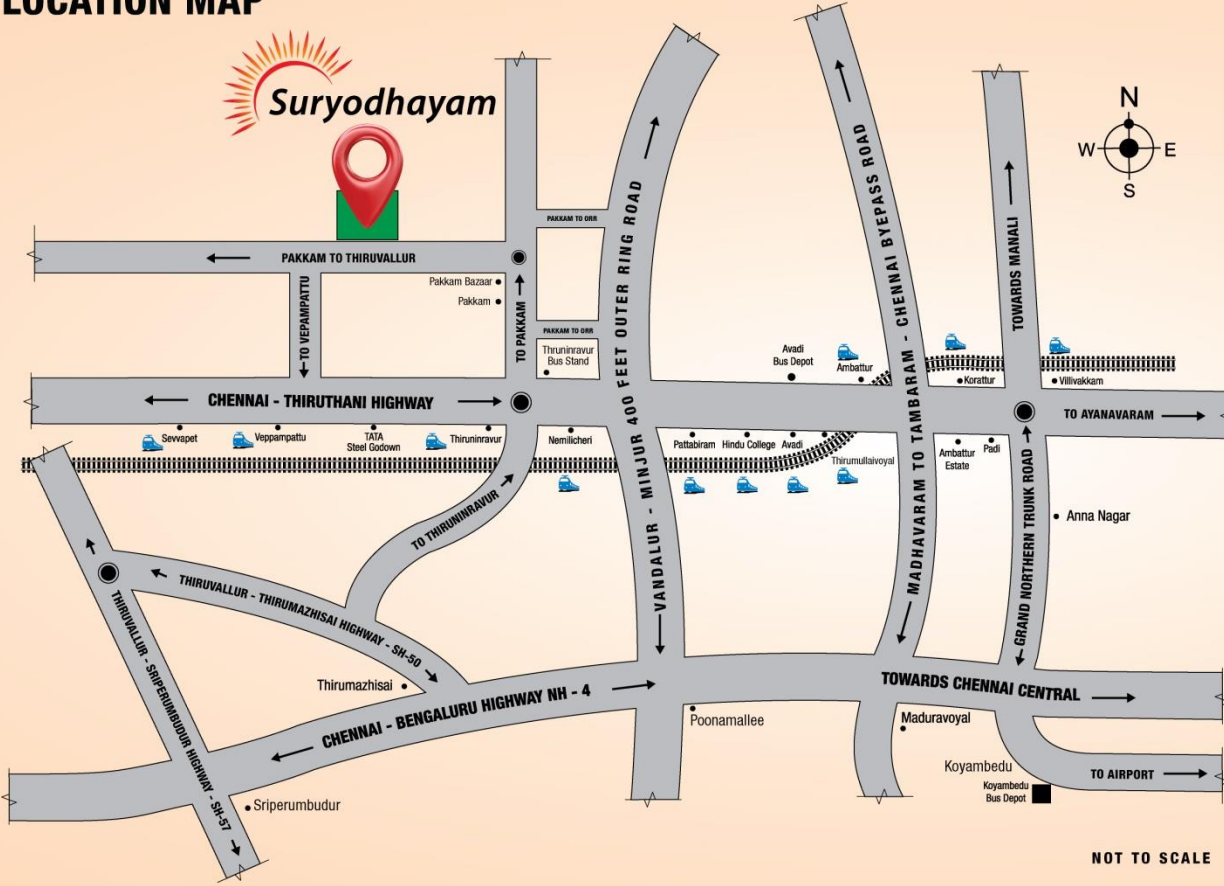 LOCATION MAP
Suryodhayam
N
W
E
S
PAKKAM TO ORR
PAKKAM TO THIRUVALLUR
Pakkam Bazaar
Pakkam
TO VEPAMPATTU
TO PAKKAM
PAKKAM TO ORR
Thruninravur
Bus Stand
VANDALUR - MINJUR 400 FEET OUTER RING ROAD
MADHAVARAM TO TAMBARAM - CHENNAI BYEPASS ROAD
TOWARDS MANALI
Avadi
Bus Depot
Ambattur
Korattur
Villivakkam
CHENNAI - THIRUTHANI HIGHWAY
TO AYANAVARAM
Sevvapet
Veppampattu
TATA
Steel Godown
Thiruninravur
Nemilicheri
Pattabiram
Hindu College
Avadi
Thirumullaivoyal
Ambattur
Estate
Padi
TO THIRUNINRAVUR
GRAND NORTHERN TRUNK ROAD
Anna Nagar
THIRUVALLUR - THIRUMAZHISAI HIGHWAY - SH-50
THIRUVALLUR - SRIPERUMBUDUR HIGHWAY - SH-57
Thirumazhisai
CHENNAI - BENGALURU HIGHWAY NH - 4
TOWARDS CHENNAI CENTRAL
Poonamallee
Maduravoyal
Koyambedu
TO AIRPORT
Koyambedu
Bus Depot
Sriperumbudur
NOT TO SCALE